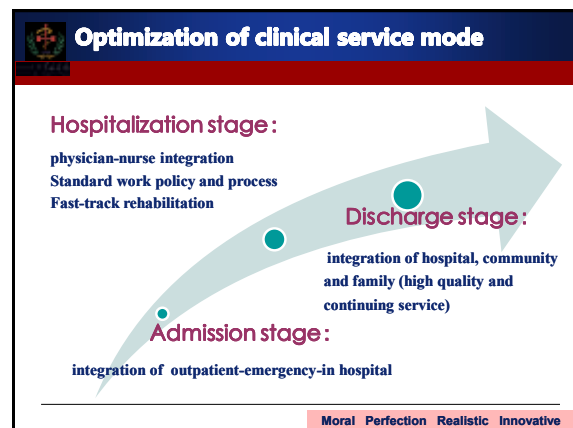 Optimization of clinical service mode
Hospitalization stage:
physician-nurse integration
Standard work policy and process
Fast-track rehabilitation
Discharge stage:
integration of hospital, community
and family (high quality and
continuing service)
Admission stage:
integration of outpatient-emergency-in hospital
Moral Perfection Realistic Innovative